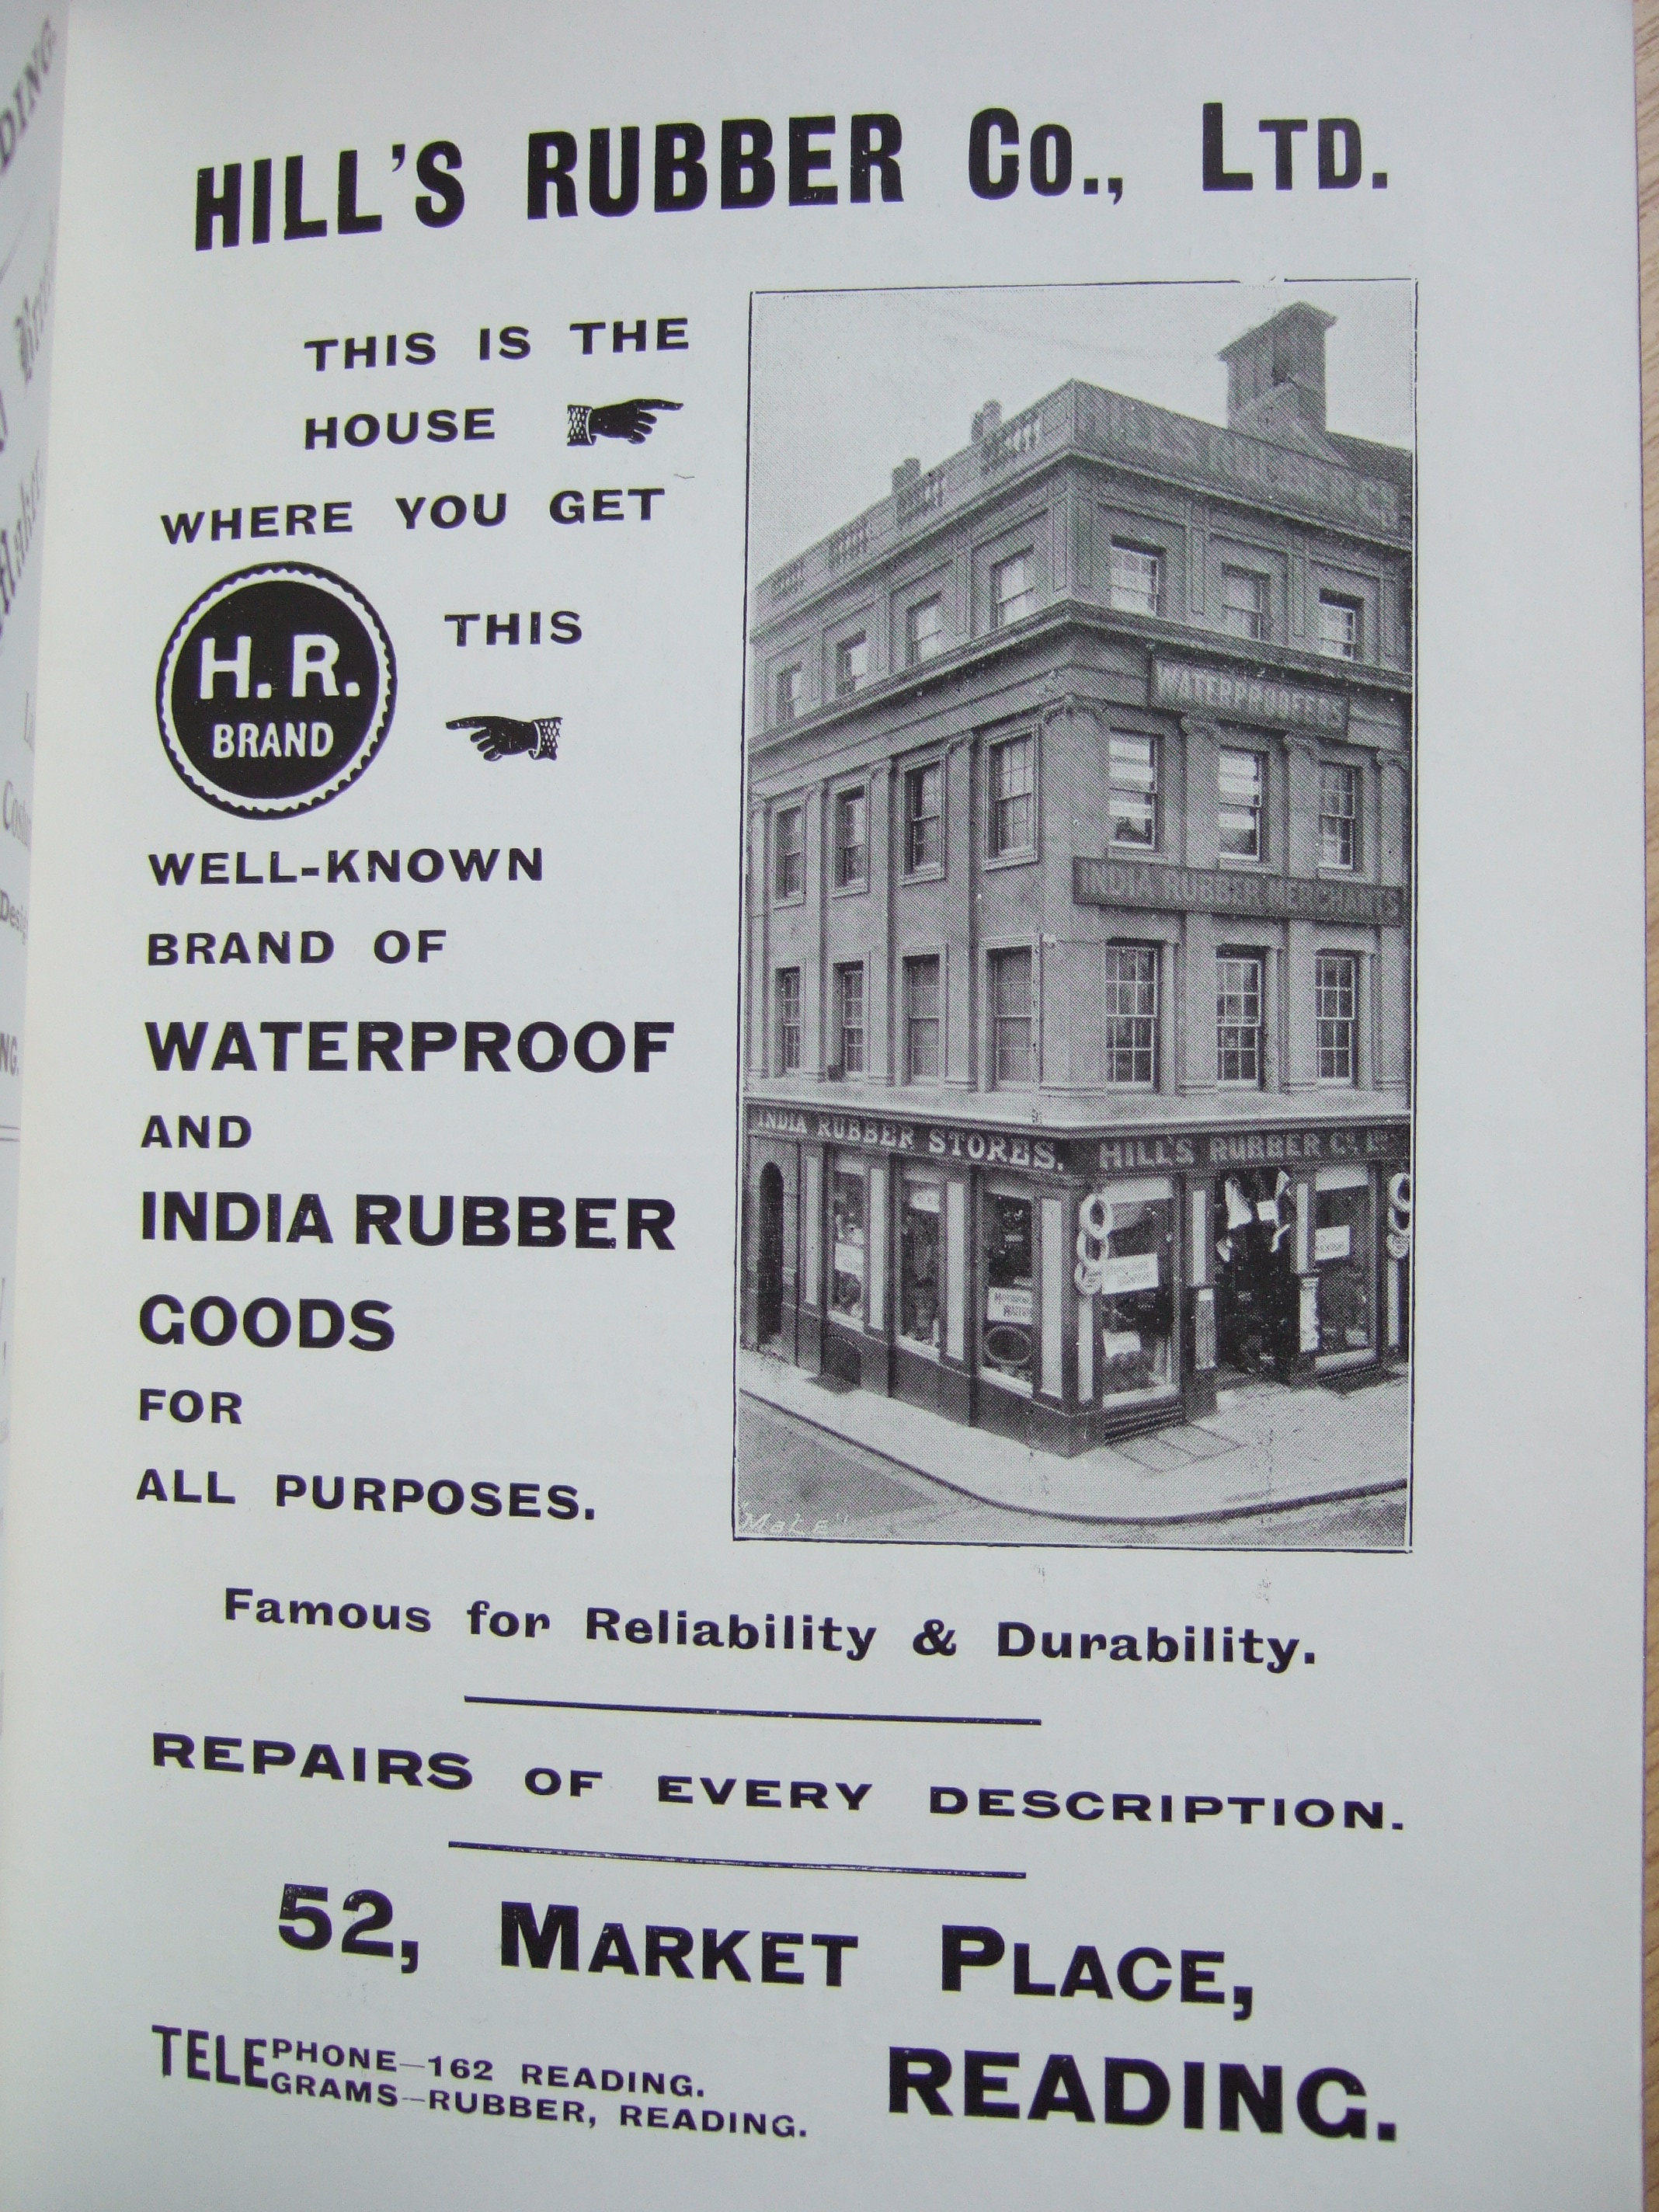 HILL'S RUBBER Co., LTD.
THIS IS THE
HOUSE
WHERE YOU GET
H. R.
BRAND
THIS
WELL-KNOWN
BRAND OF
WATERPROOF
AND
INDIA RUBBER
GOODS
FOR
ALL PURPOSES.
WATERPROOFERS
INDIA RUBBER MERCHANTS
INDIA RUBBER STORES.
HILL'S RUBBER Co. Ld.
Famous for Reliability & Durability.
REPAIRS OF EVERY DESCRIPTION.
52, MARKET PLACE,
READING.
TELEPHONE—162 READING.
TELEGRAMS—RUBBER, READING.